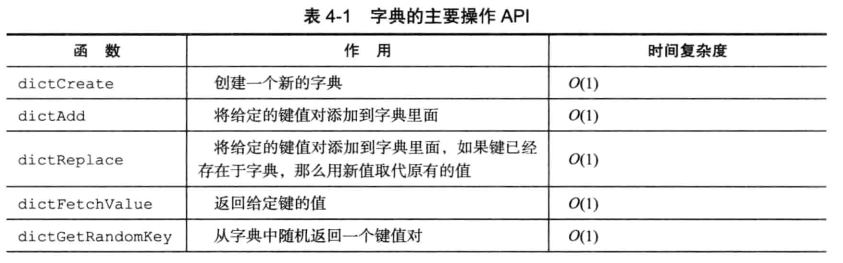 表 4-1 字典的主要操作 API
函 数 作 用 时间复杂度
dictCreate 创建一个新的字典 O(1)
dictAdd 将给定的键值对添加到字典里面 O(1)
dictReplace 将给定的键值对添加到字典里面，如果键已经存在于字典，那么用新值取代原有的值 O(1)
dictFetchValue 返回给定键的值 O(1)
dictGetRandomKey 从字典中随机返回一个键值对 O(1)